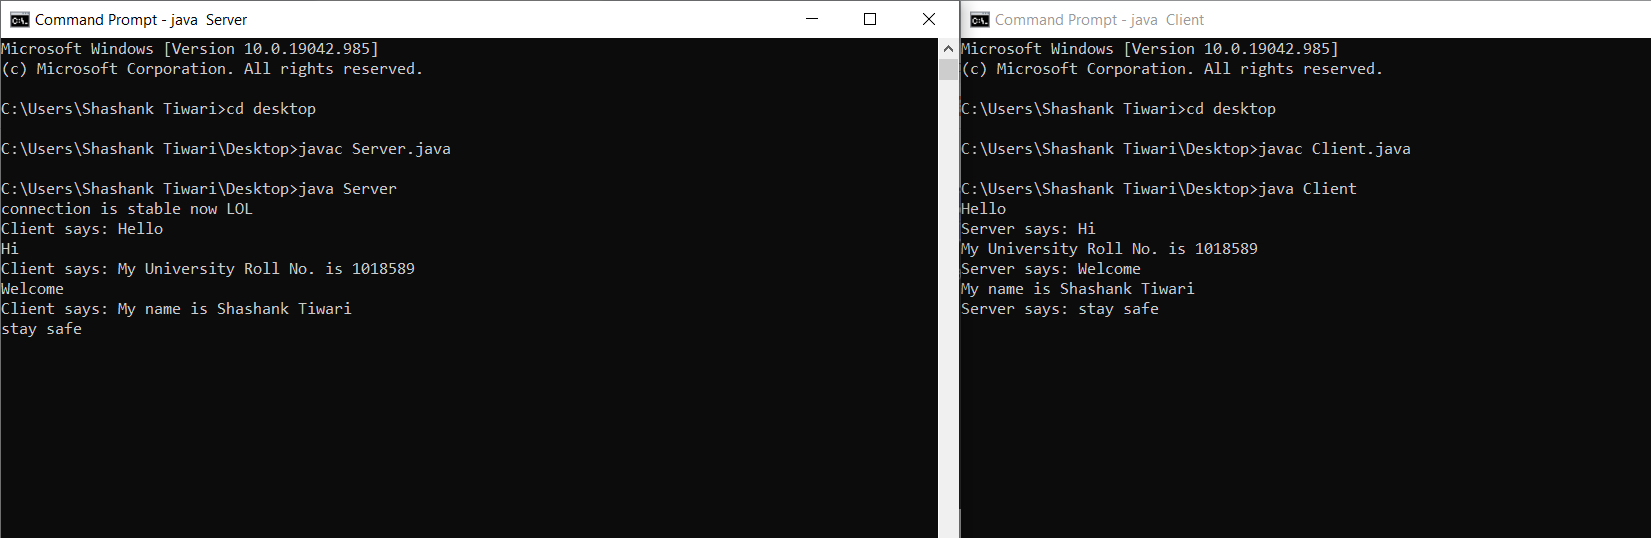 Command Prompt - java  Server
Microsoft Windows [Version 10.0.19042.985]
(c) Microsoft Corporation. All rights reserved.
C:\Users\Shashank Tiwari>cd desktop
C:\Users\Shashank Tiwari\Desktop>javac Server.java
C:\Users\Shashank Tiwari\Desktop>java Server
connection is stable now LOL
Client says: Hello
Hi
Client says: My University Roll No. is 1018589
Welcome
Client says: My name is Shashank Tiwari
stay safe
Command Prompt - java  Client
Microsoft Windows [Version 10.0.19042.985]
(c) Microsoft Corporation. All rights reserved.
C:\Users\Shashank Tiwari>cd desktop
C:\Users\Shashank Tiwari\Desktop>javac Client.java
C:\Users\Shashank Tiwari\Desktop>java Client
Hello
Server says: Hi
My University Roll No. is 1018589
Server says: Welcome
My name is Shashank Tiwari
Server says: stay safe